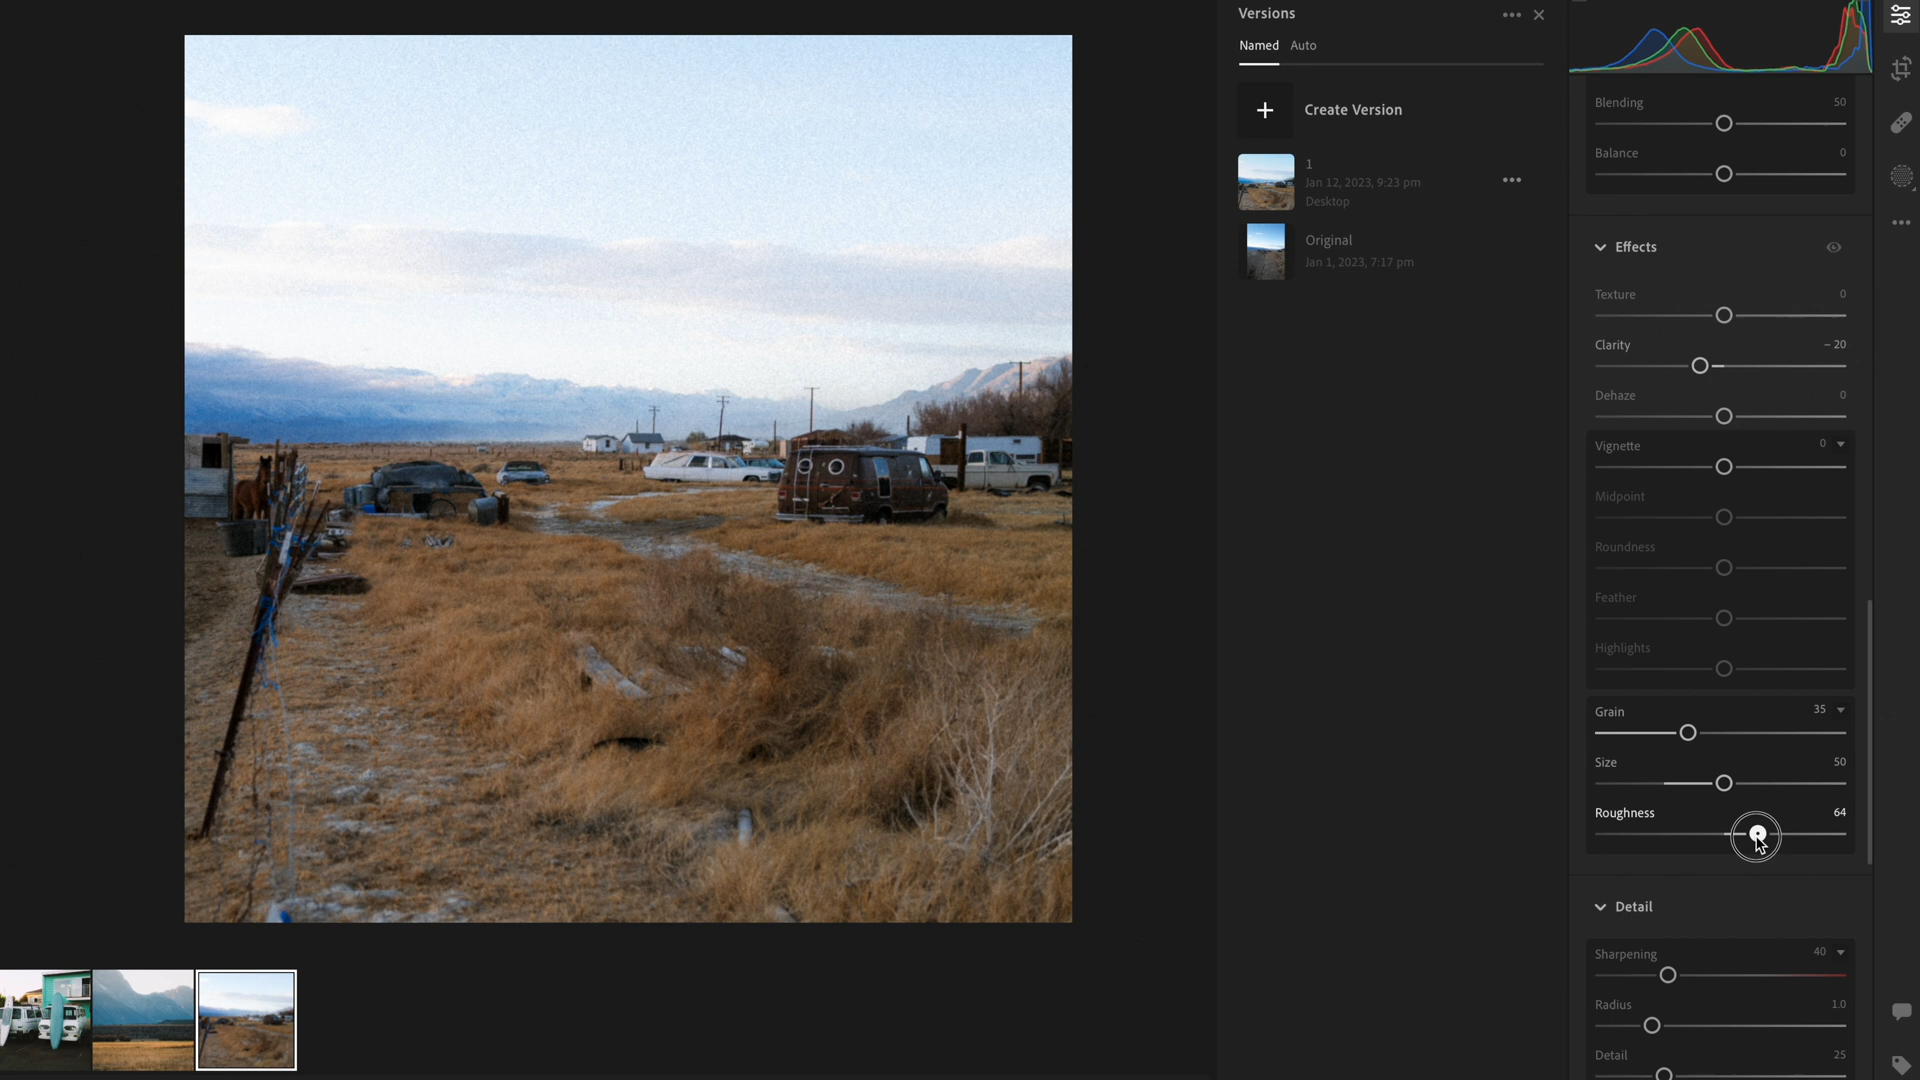 Versions
Named Auto
Create Version
1
Jan 12, 2023, 9:23 pm
Desktop
Original
Jan 1, 2023, 7:17 pm
Blending 50
Balance 0
Effects
Texture 0
Clarity – 20
Dehaze 0
Vignette 0
Midpoint
Roundness
Feather
Highlights
Grain 35
Size 50
Roughness 64
Detail
Sharpening 40
Radius 1.0
Detail 25